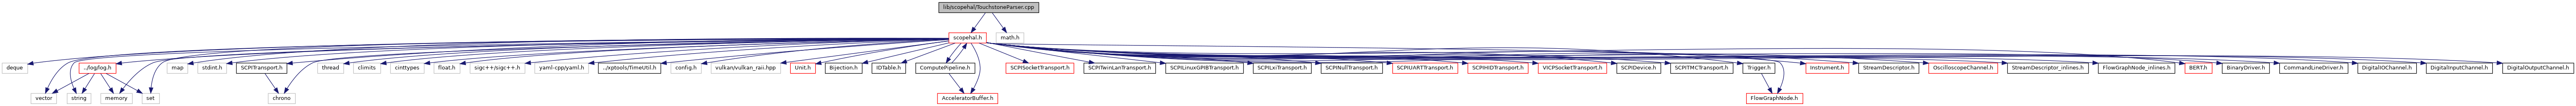 lib/scopehal/TouchstoneParser.cpp
scopehal.h
math.h
deque
../log/log.h
map
stdint.h
SCPITransport.h
thread
climits
cinttypes
float.h
sigc++/sigc++.h
yaml-cpp/yaml.h
../xptools/TimeUtil.h
config.h
vulkan/vulkan_raii.hpp
Unit.h
Bijection.h
IDTable.h
ComputePipeline.h
SCPISocketTransport.h
SCPITwinLanTransport.h
SCPILinuxGPIBTransport.h
SCPILxiTransport.h
SCPINullTransport.h
SCPIUARTTransport.h
SCPIHIDTransport.h
VICPSocketTransport.h
SCPIDevice.h
SCPITMCTransport.h
Trigger.h
Instrument.h
StreamDescriptor.h
OscilloscopeChannel.h
StreamDescriptor_inlines.h
FlowGraphNode_inlines.h
BERT.h
BinaryDriver.h
CommandLineDriver.h
DigitalIOChannel.h
DigitalInputChannel.h
DigitalOutputChannel.h
vector
string
memory
set
chrono
AcceleratorBuffer.h
FlowGraphNode.h